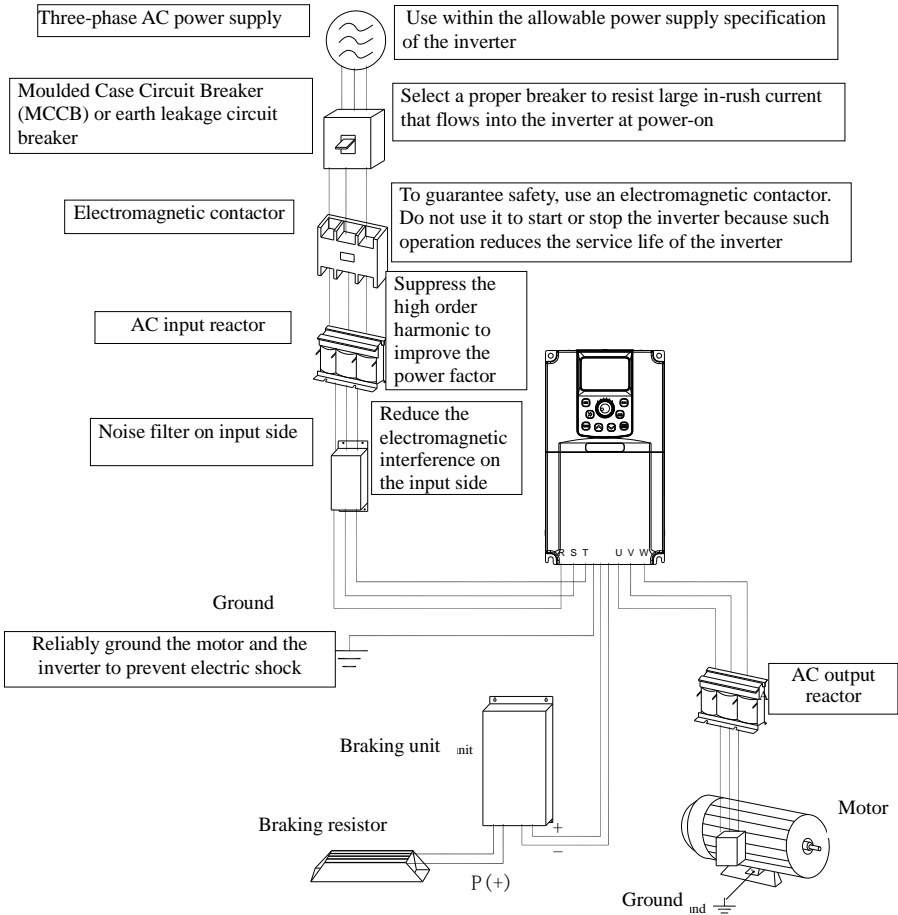 Three-phase AC power supply
Use within the allowable power supply specification
of the inverter
Moulded Case Circuit Breaker
(MCCB) or earth leakage circuit
breaker
Select a proper breaker to resist large in-rush current
that flows into the inverter at power-on
Electromagnetic contactor
To guarantee safety, use an electromagnetic contactor.
Do not use it to start or stop the inverter because such
operation reduces the service life of the inverter
AC input reactor
Suppress the
high order
harmonic to
improve the
power factor
Noise filter on input side
Reduce the
electromagnetic
interference on
the input side
R S T U V W
Ground
Reliably ground the motor and the
inverter to prevent electric shock
AC output
reactor
Braking unit nit
Motor
Braking resistor
+
−
P(+)
Ground und